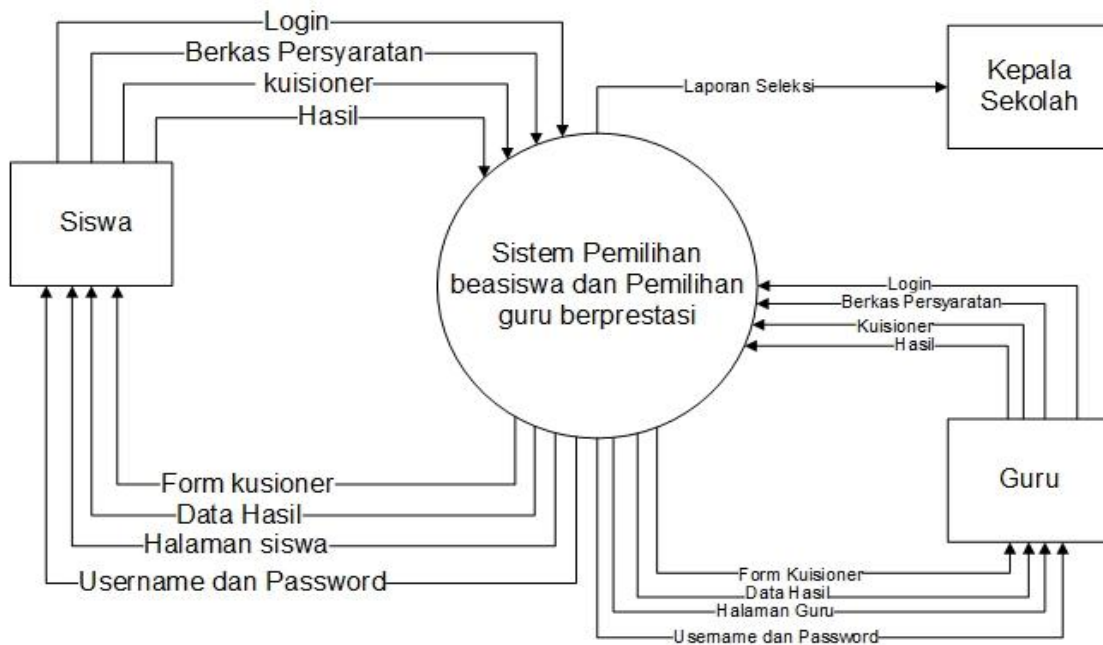 Login
Berkas Persyaratan
kuisioner
Hasil
Siswa
Laporan Seleksi
Kepala
Sekolah
Sistem Pemilihan
beasiswa dan Pemilihan
guru berprestasi
Login
Berkas Persyaratan
Kuisioner
Hasil
Guru
Form kusioner
Data Hasil
Halaman siswa
Username dan Password
Form Kuisioner
Data Hasil
Halaman Guru
Username dan Password